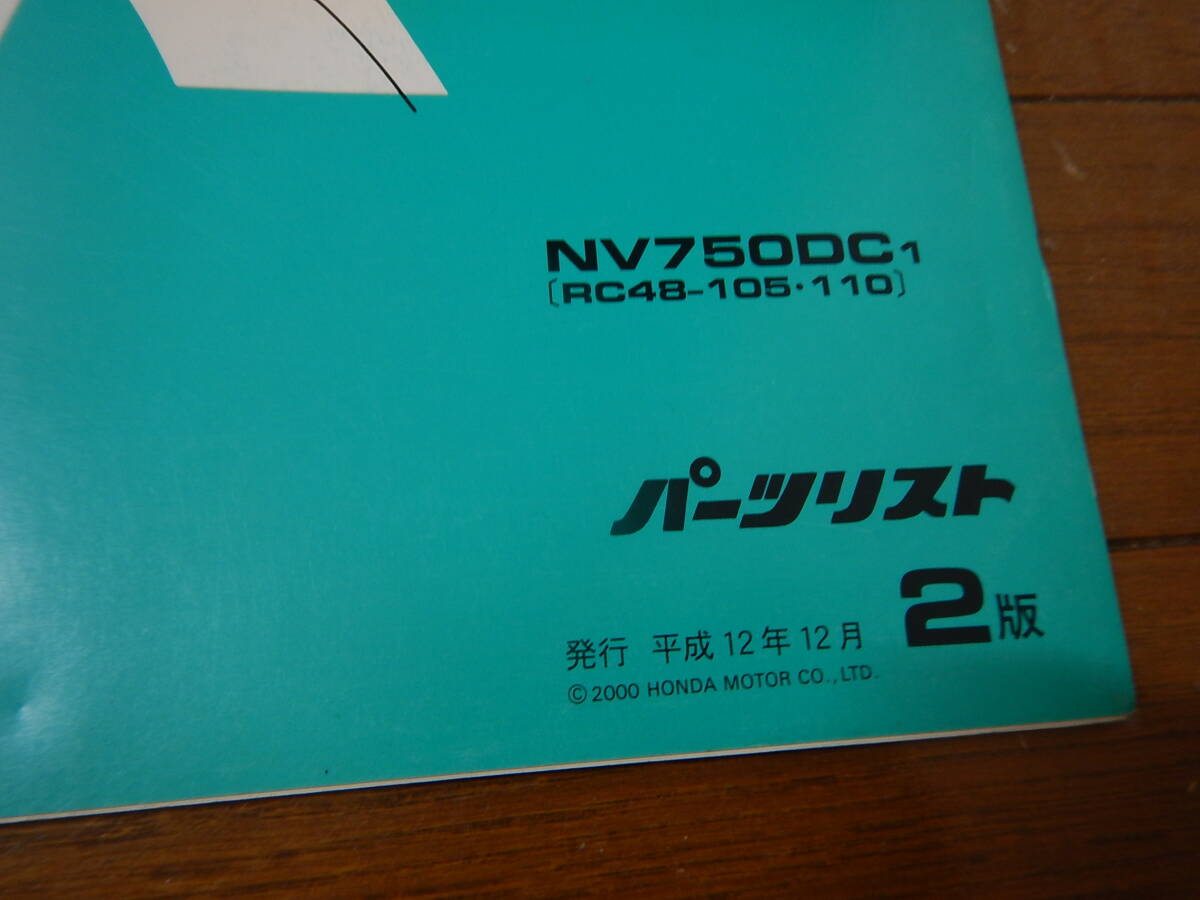 NV750DC1
〔RC48-105・110〕
パーツリスト
2版
発行 平成12年12月
© 2000 HONDA MOTOR CO., LTD.